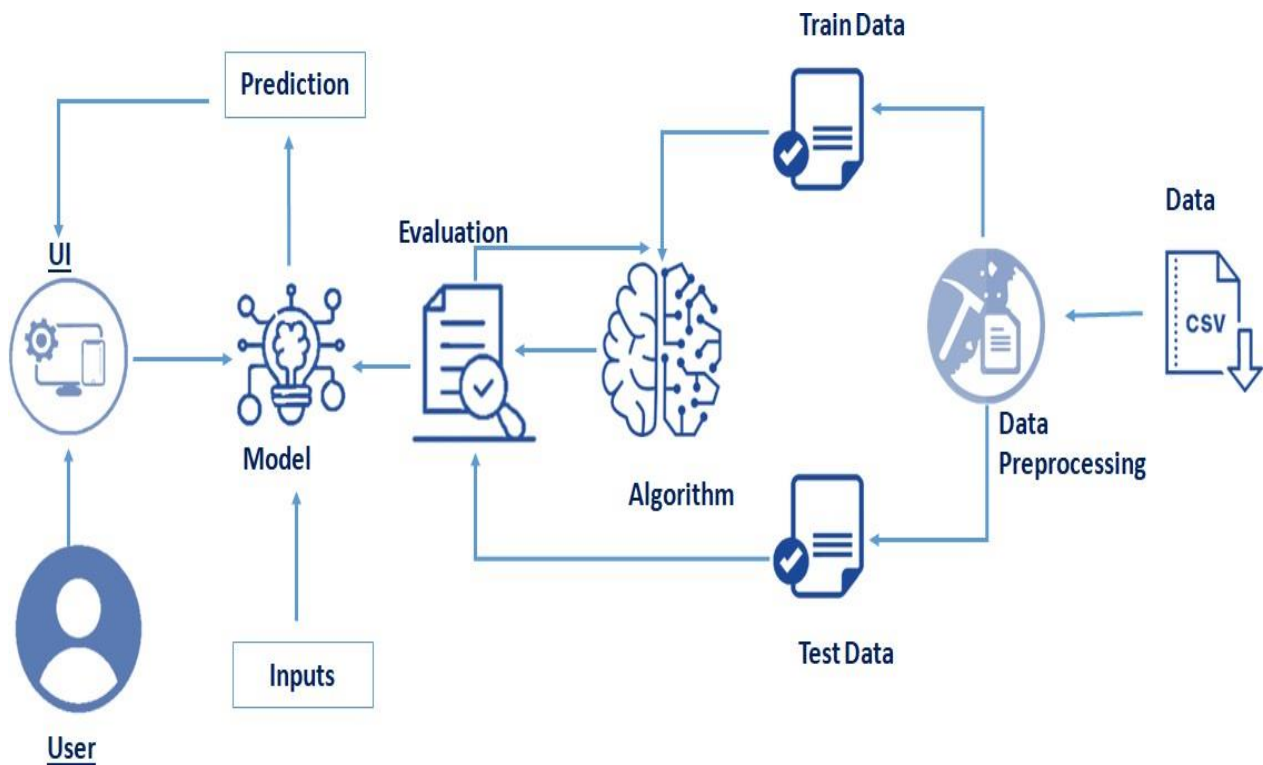 Train Data
Prediction
Data
Evaluation
UI
CSV
Data
Preprocessing
Model
Algorithm
Test Data
Inputs
User